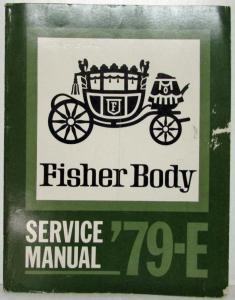 F
Fisher Body
SERVICE
MANUAL '79-E